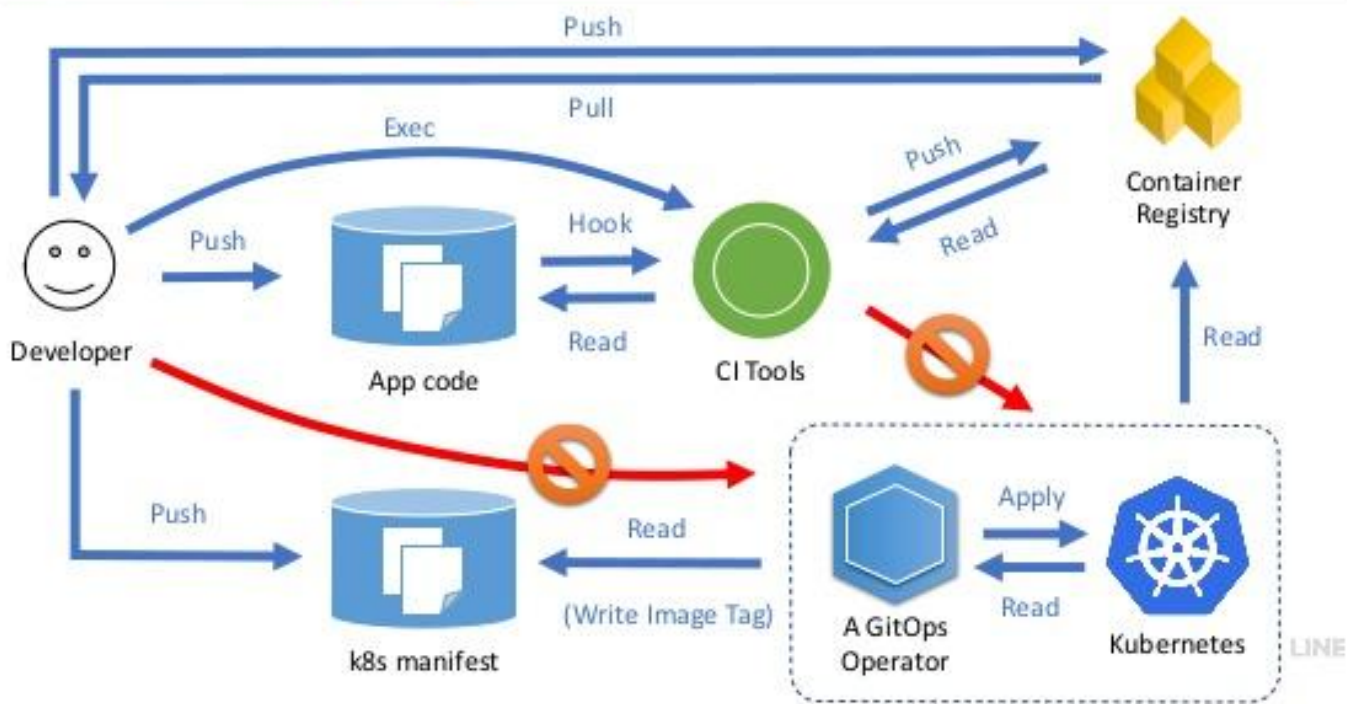 Push
Pull
Exec
Push
Read
Container
Registry
Push
Hook
Read
Read
Developer
App code
CI Tools
Push
Read
(Write Image Tag)
Apply
Read
k8s manifest
A GitOps
Operator
Kubernetes
LINE